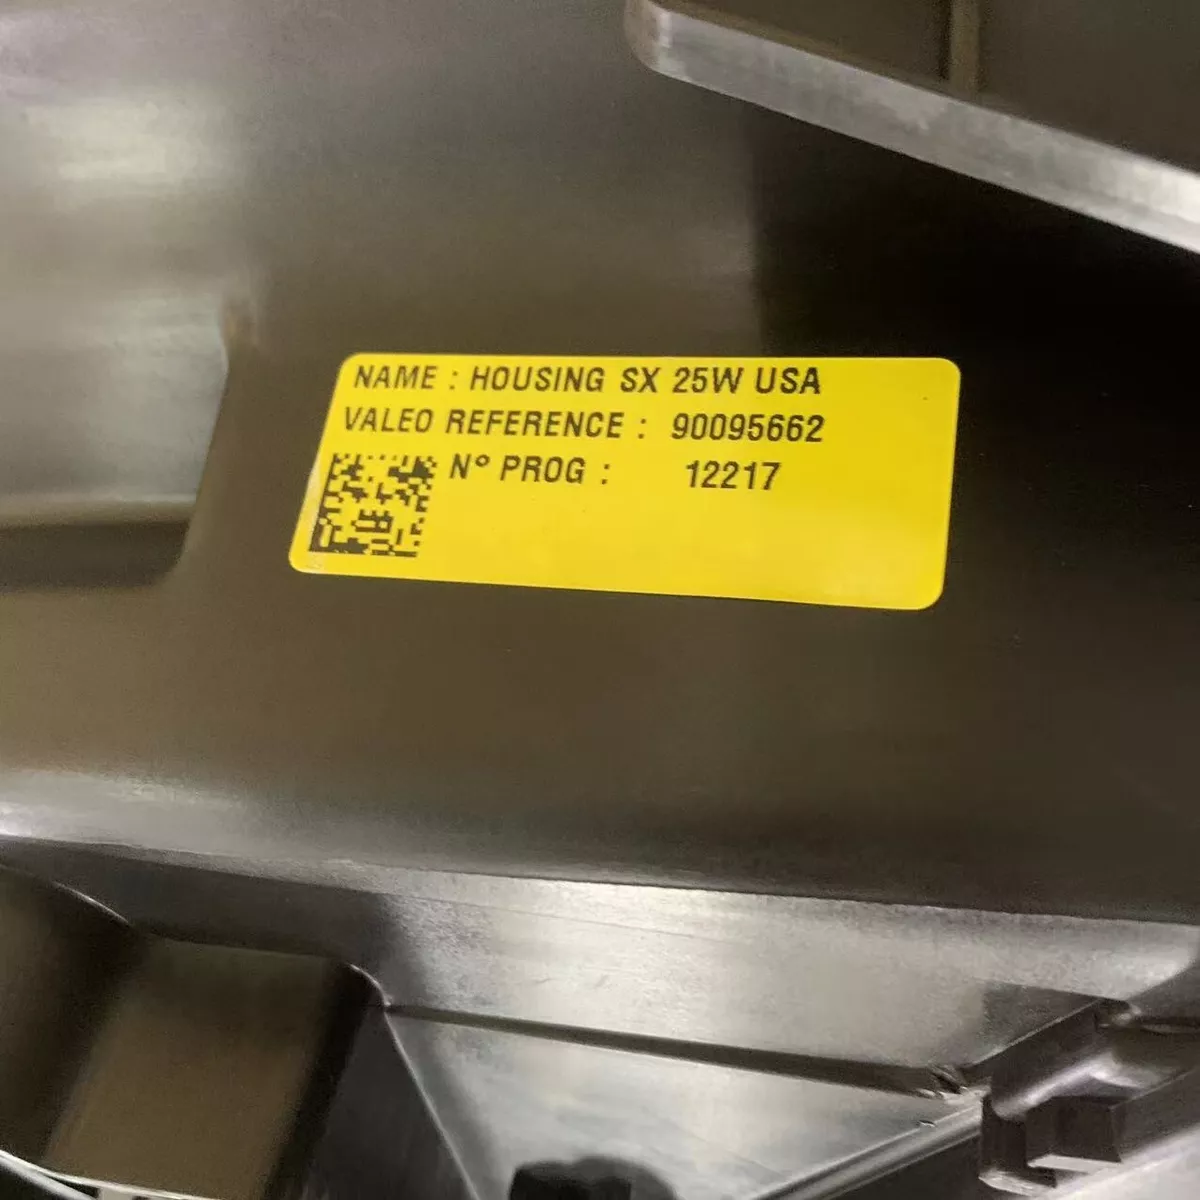 NAME : HOUSING SX 25W USA
VALEO REFERENCE : 90095662
N° PROG : 12217